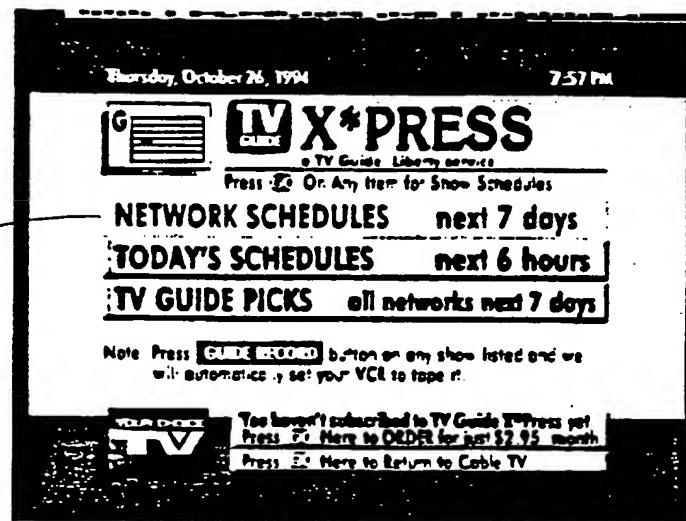 Thursday, October 26, 1994 7:57 PM
G TV GUIDE X*PRESS
a TV Guide Liberty service
Press On Any Item for Show Schedules
NETWORK SCHEDULES next 7 days
TODAY'S SCHEDULES next 6 hours
TV GUIDE PICKS all networks next 7 days
Note Press GUIDE RECORD button on any show listed and we
will automatically set your VCR to tape it.
TV
You haven't subscribed to TV Guide X*Press yet
Press Here to ORDER for just $2.95 month
Press Here to Return to Cable TV